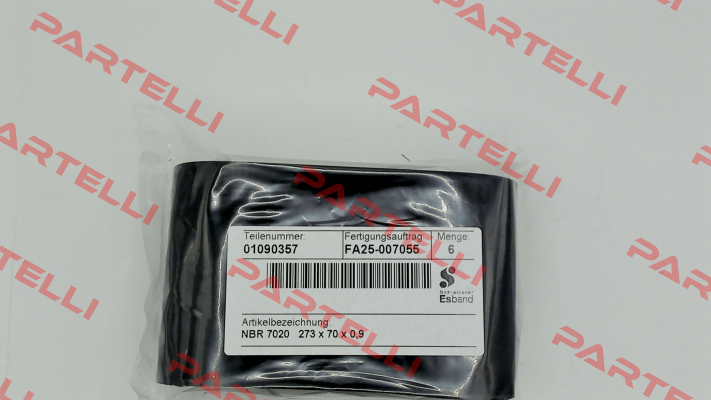 PARTELLI
PARTELLI
PARTELLI
PARTELLI
PARTELLI
PARTELLI
PARTELLI
PARTELLI
PARTELLI
Teilenummer: Fertigungsauftrag Menge:
01090357 FA25-007055 6
Schlatterer
Esband
Artikelbezeichnung:
NBR 7020 273 x 70 x 0,9